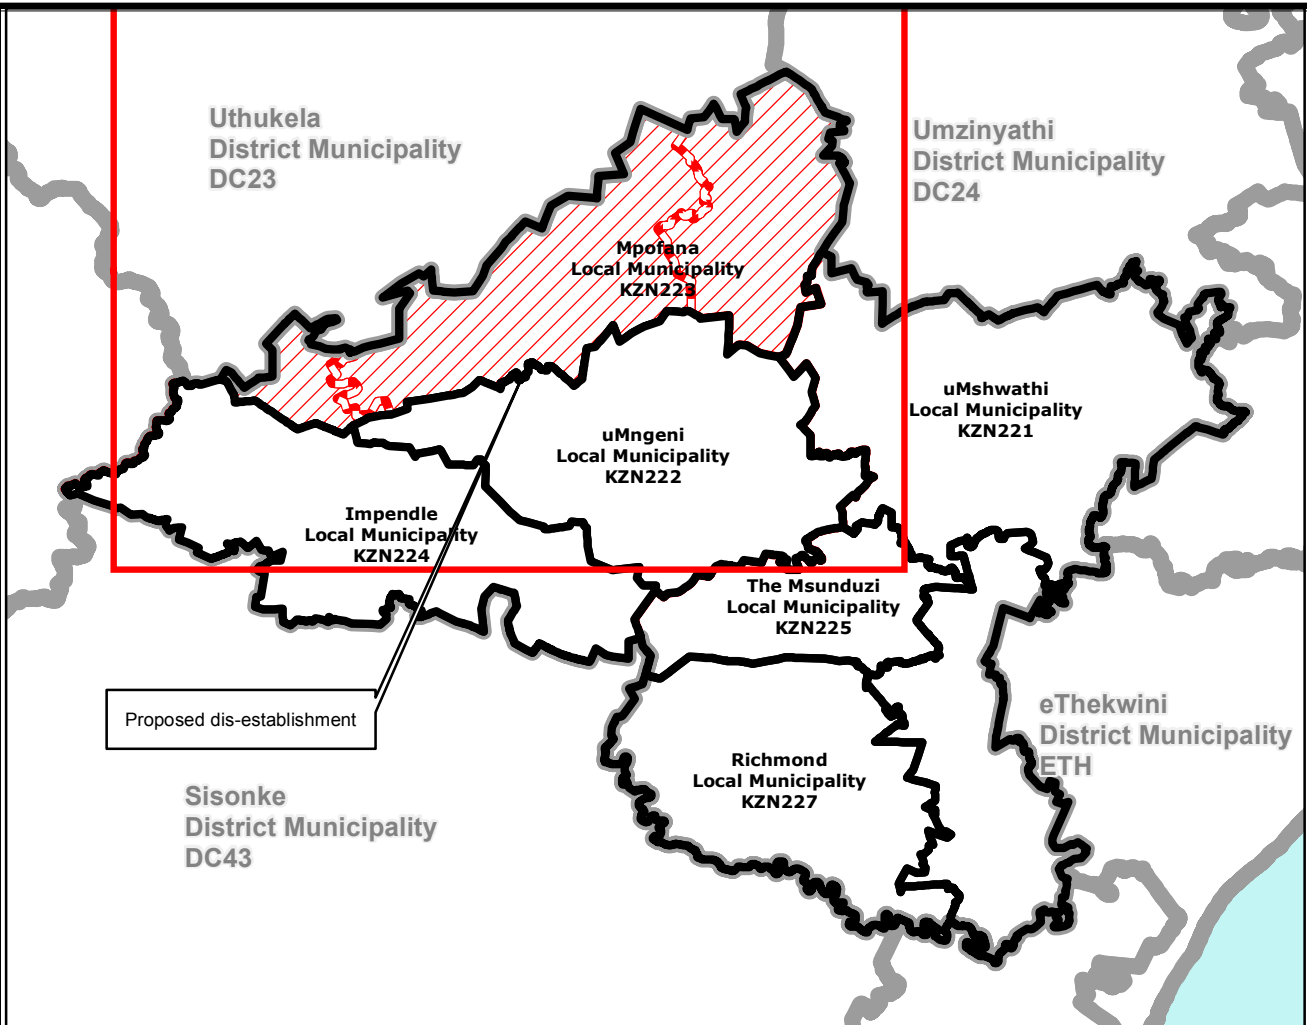 Uthukela
District Municipality
DC23
Umzinyathi
District Municipality
DC24
Mpofana
Local Municipality
KZN223
uMshwathi
Local Municipality
KZN221
uMngeni
Local Municipality
KZN222
Impendle
Local Municipality
KZN224
The Msunduzi
Local Municipality
KZN225
Proposed dis-establishment
eThekwini
District Municipality
ETH
Richmond
Local Municipality
KZN227
Sisonke
District Municipality
DC43